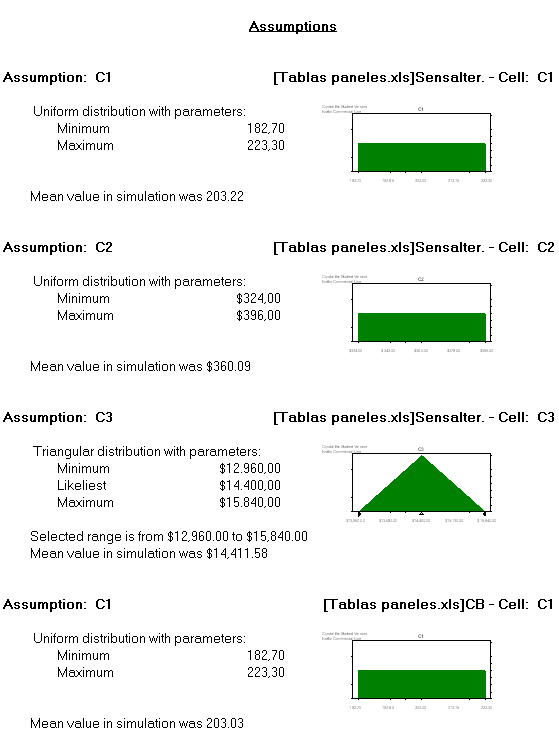 Assumptions
Assumption: C1 [Tablas paneles.xls]Sensalter. - Cell: C1
Uniform distribution with parameters:
Minimum 182,70
Maximum 223,30
C1
Mean value in simulation was 203.22
Assumption: C2 [Tablas paneles.xls]Sensalter. - Cell: C2
Uniform distribution with parameters:
Minimum $324,00
Maximum $396,00
C2
Mean value in simulation was $360.09
Assumption: C3 [Tablas paneles.xls]Sensalter. - Cell: C3
Triangular distribution with parameters:
Minimum $12.960,00
Likeliest $14.400,00
Maximum $15.840,00
C3
Selected range is from $12,960.00 to $15,840.00
Mean value in simulation was $14,411.58
Assumption: C1 [Tablas paneles.xls]CB - Cell: C1
Uniform distribution with parameters:
Minimum 182,70
Maximum 223,30
C1
Mean value in simulation was 203.03